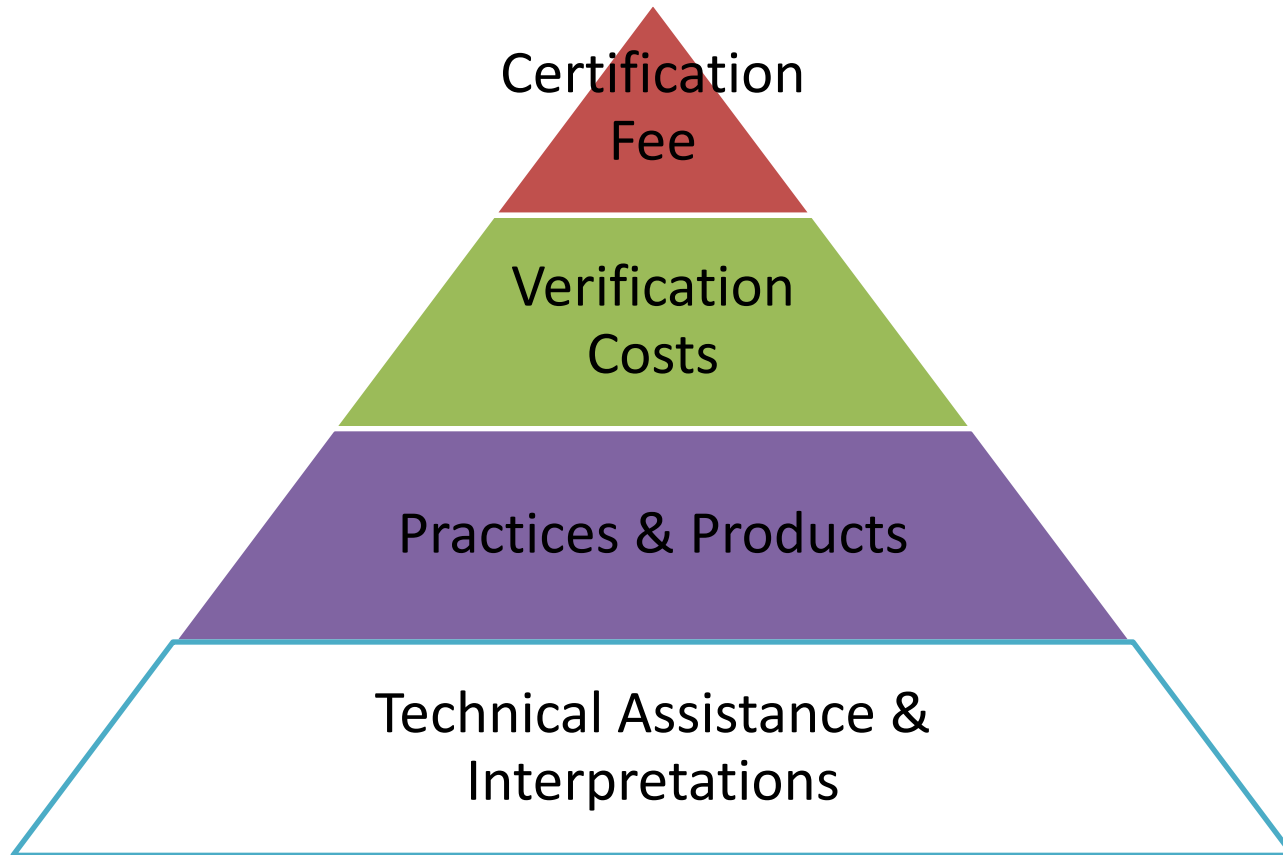 Certification
Fee
Verification
Costs
Practices & Products
Technical Assistance &
Interpretations